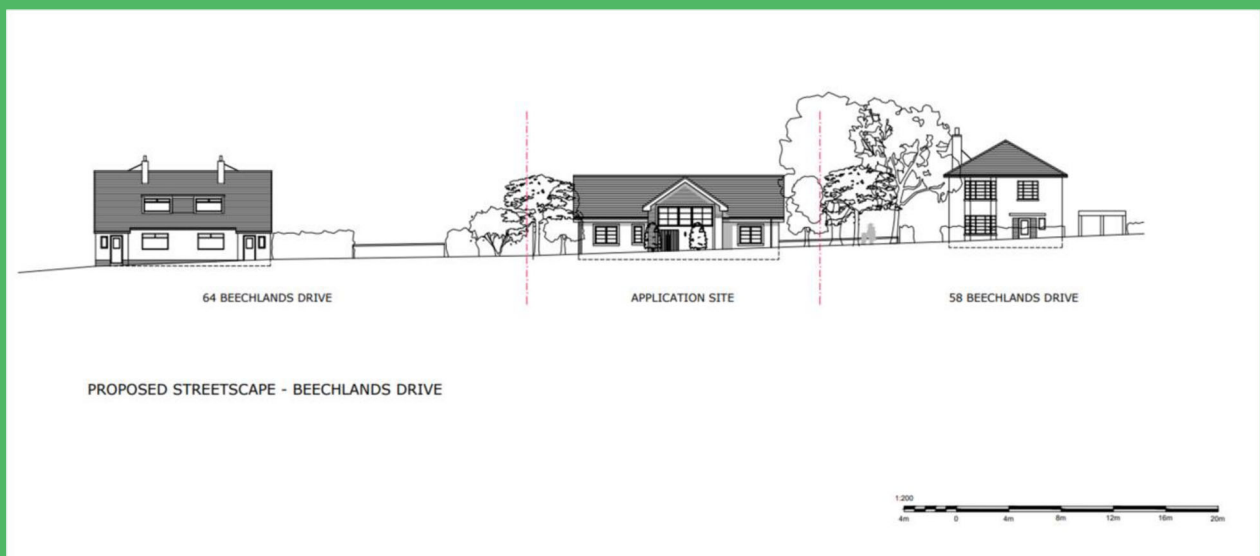 64 BEECHLANDS DRIVE
APPLICATION SITE
58 BEECHLANDS DRIVE
PROPOSED STREETSCAPE - BEECHLANDS DRIVE
1:200
4m 0 4m 8m 12m 16m 20m